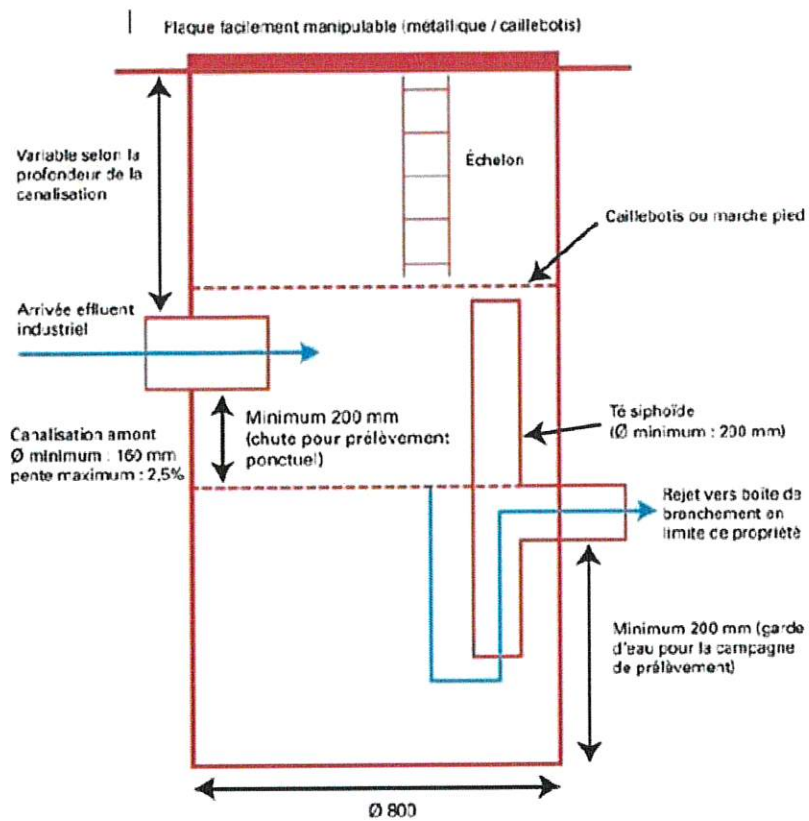 Plaque facilement manipulable (métallique / caillebotis)
Variable selon la
profondeur de la
canalisation
Échelon
Caillebotis ou marche pied
Arrivée effluent
industriel
Minimum 200 mm
(chute pour prélèvement
ponctuel)
Canalisation amont
Ø minimum : 160 mm
pente maximum : 2,5%
Té siphoïde
(Ø minimum : 200 mm)
Rejet vers boîte de
branchement en
limite de propriété
Minimum 200 mm (garde
d'eau pour la campagne
de prélèvement)
Ø 800